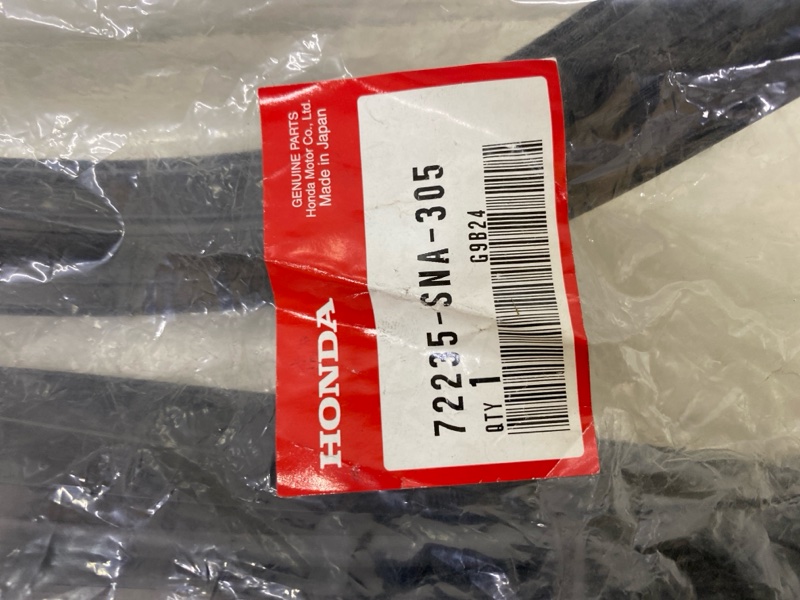 GENUINE PARTS
Honda Motor Co., Ltd.
Made in Japan
HONDA
72235-SNA-305
G9B24
QTY 1